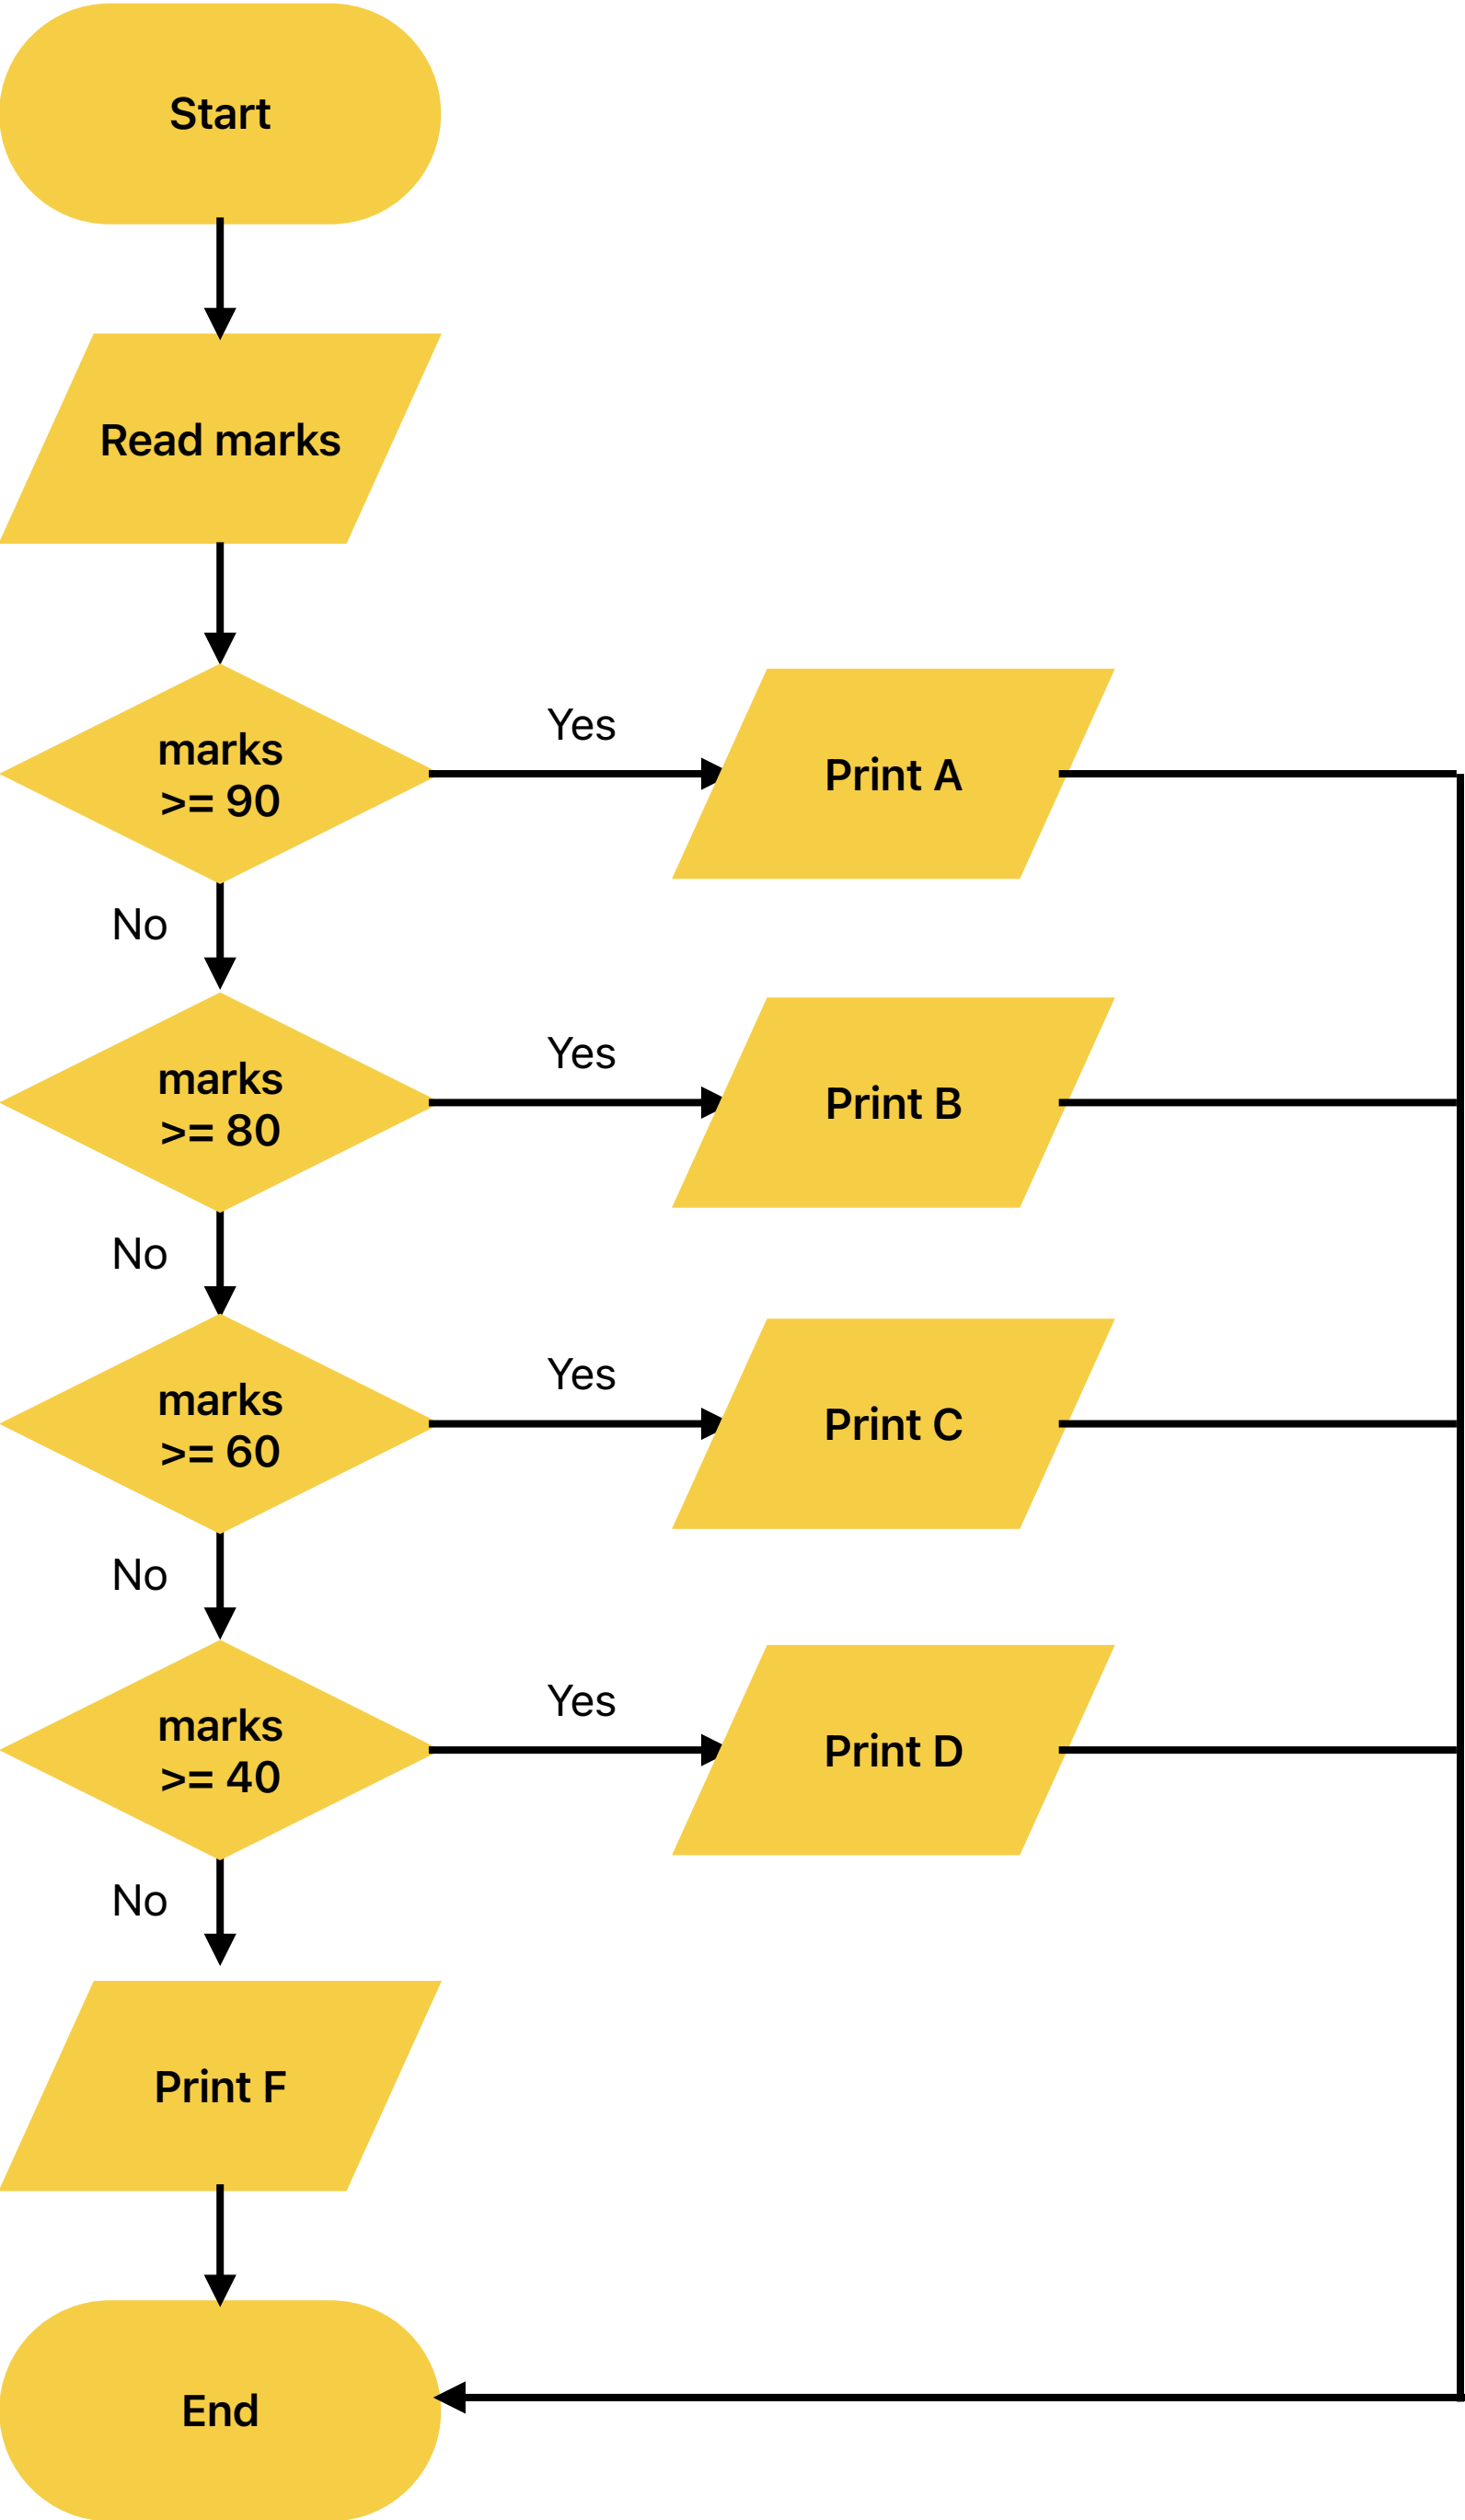 Start
Read marks
marks
>= 90
Yes
Print A
No
marks
>= 80
Yes
Print B
No
marks
>= 60
Yes
Print C
No
marks
>= 40
Yes
Print D
No
Print F
End